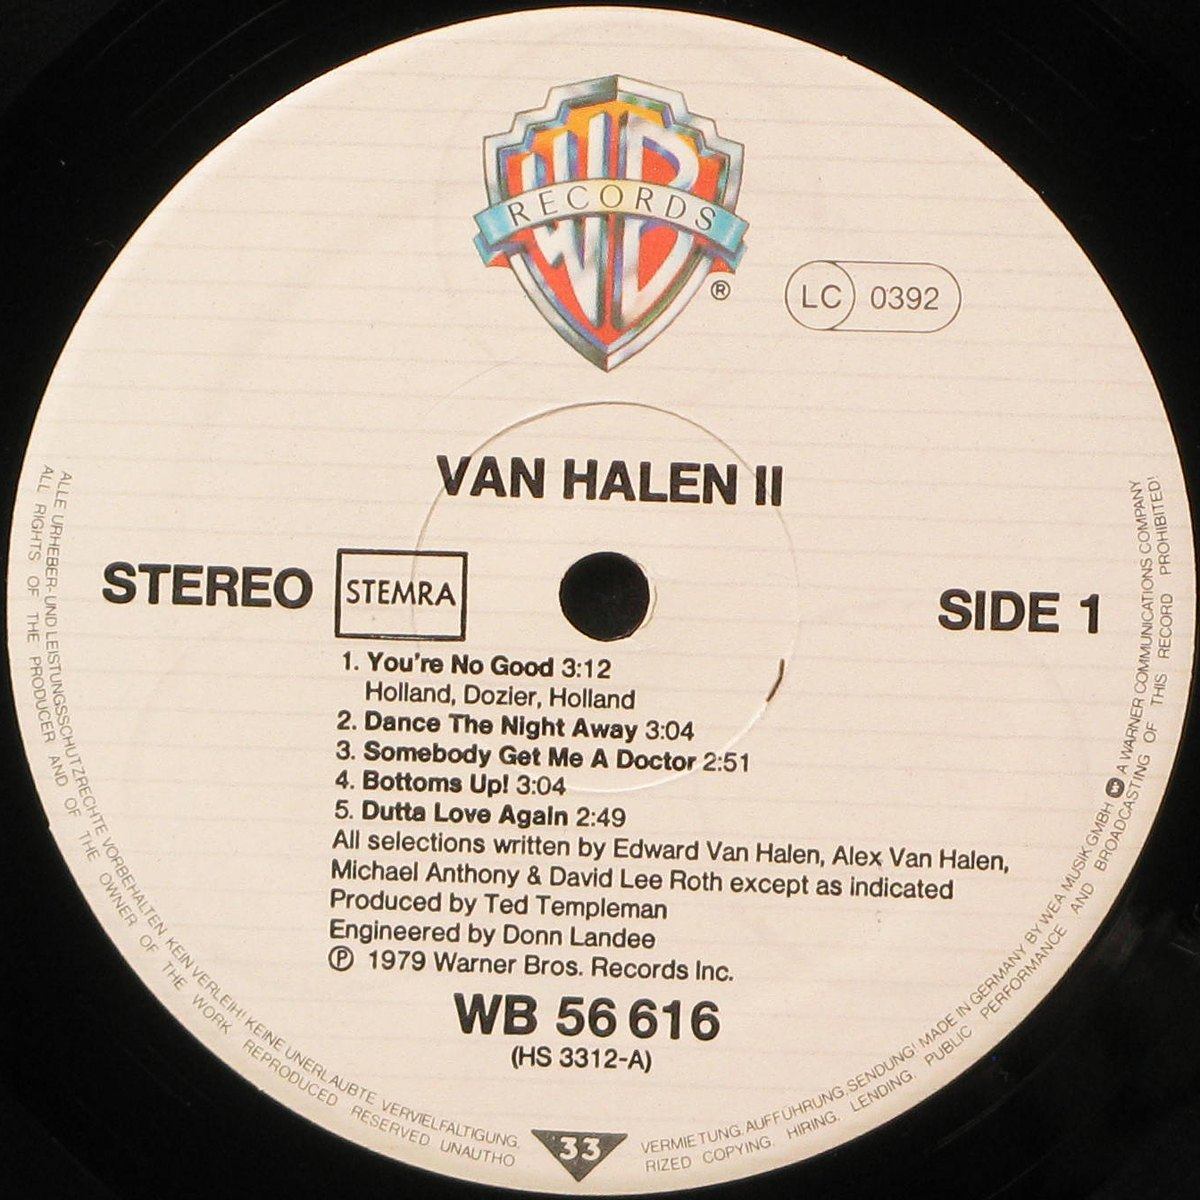 WB
RECORDS
®
LC 0392
VAN HALEN II
STEREO
STEMRA
SIDE 1
1. You're No Good 3:12
Holland, Dozier, Holland
2. Dance The Night Away 3:04
3. Somebody Get Me A Doctor 2:51
4. Bottoms Up! 3:04
5. Dutta Love Again 2:49
All selections written by Edward Van Halen, Alex Van Halen,
Michael Anthony & David Lee Roth except as indicated
Produced by Ted Templeman
Engineered by Donn Landee
Ⓟ 1979 Warner Bros. Records Inc.
WB 56 616
(HS 3312-A)
ALLE URHEBER- UND LEISTUNGSSCHUTZRECHTE VORBEHALTEN KEIN VERLEIH! KEINE UNERLAUBTE VERVIELFALTIGUNG, VERMIETUNG, AUFFÜHRUNG, SENDUNG! MADE IN GERMANY BY WEA MUSIK GMBH W A WARNER COMMUNICATIONS COMPANY
ALL RIGHTS OF THE PRODUCER AND OF THE OWNER OF THE WORK REPRODUCED RESERVED UNAUTHORIZED COPYING, HIRING, LENDING, PUBLIC PERFORMANCE AND BROADCASTING OF THIS RECORD PROHIBITED!
33